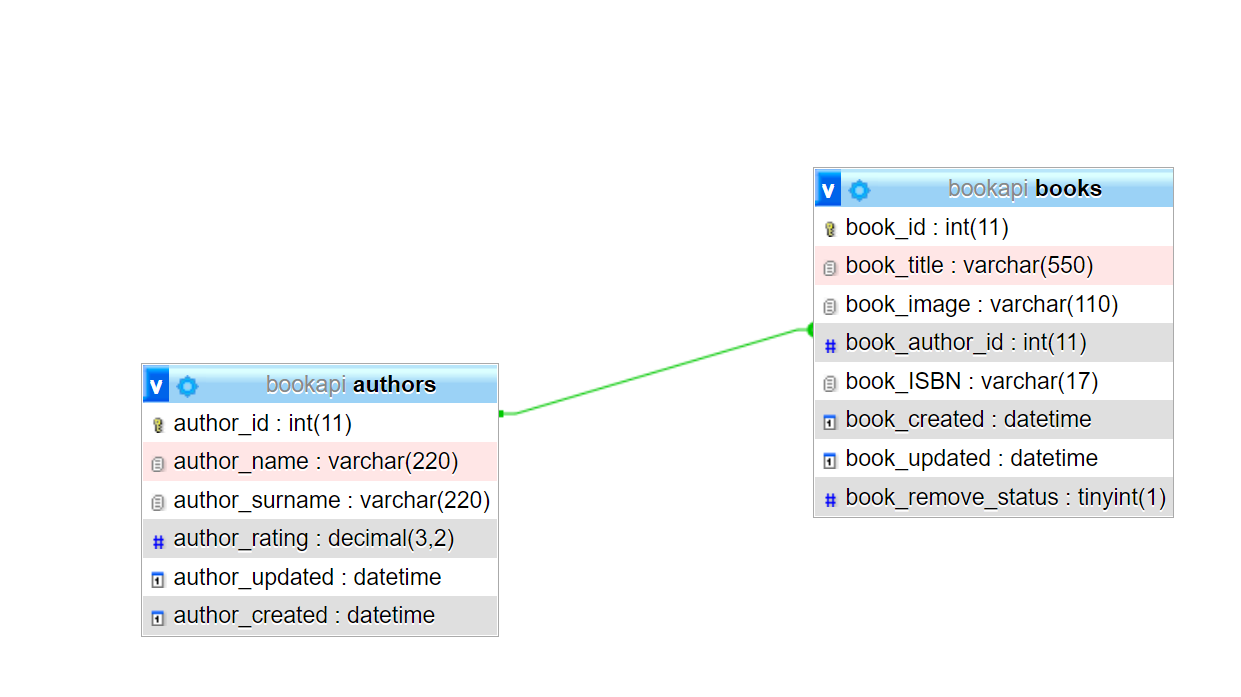 v bookapi authors
author_id : int(11)
author_name : varchar(220)
author_surname : varchar(220)
author_rating : decimal(3,2)
author_updated : datetime
author_created : datetime
v bookapi books
book_id : int(11)
book_title : varchar(550)
book_image : varchar(110)
book_author_id : int(11)
book_ISBN : varchar(17)
book_created : datetime
book_updated : datetime
book_remove_status : tinyint(1)